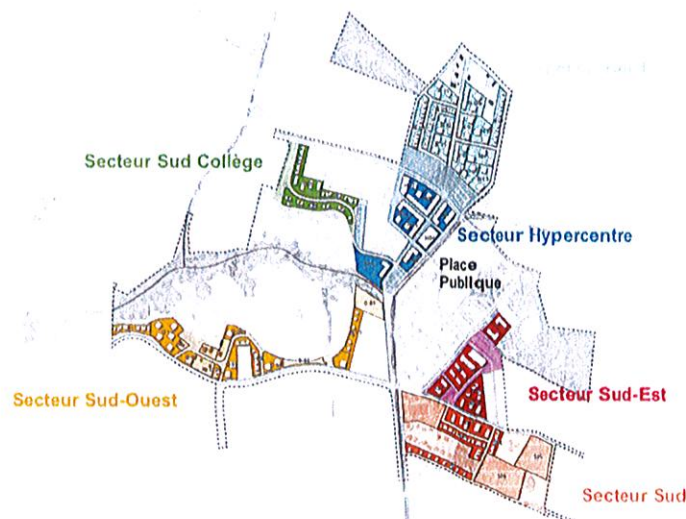 Secteur Sud Collège
Secteur Hypercentre
Place
Publique
Secteur Sud-Est
Secteur Sud-Ouest
Secteur Sud